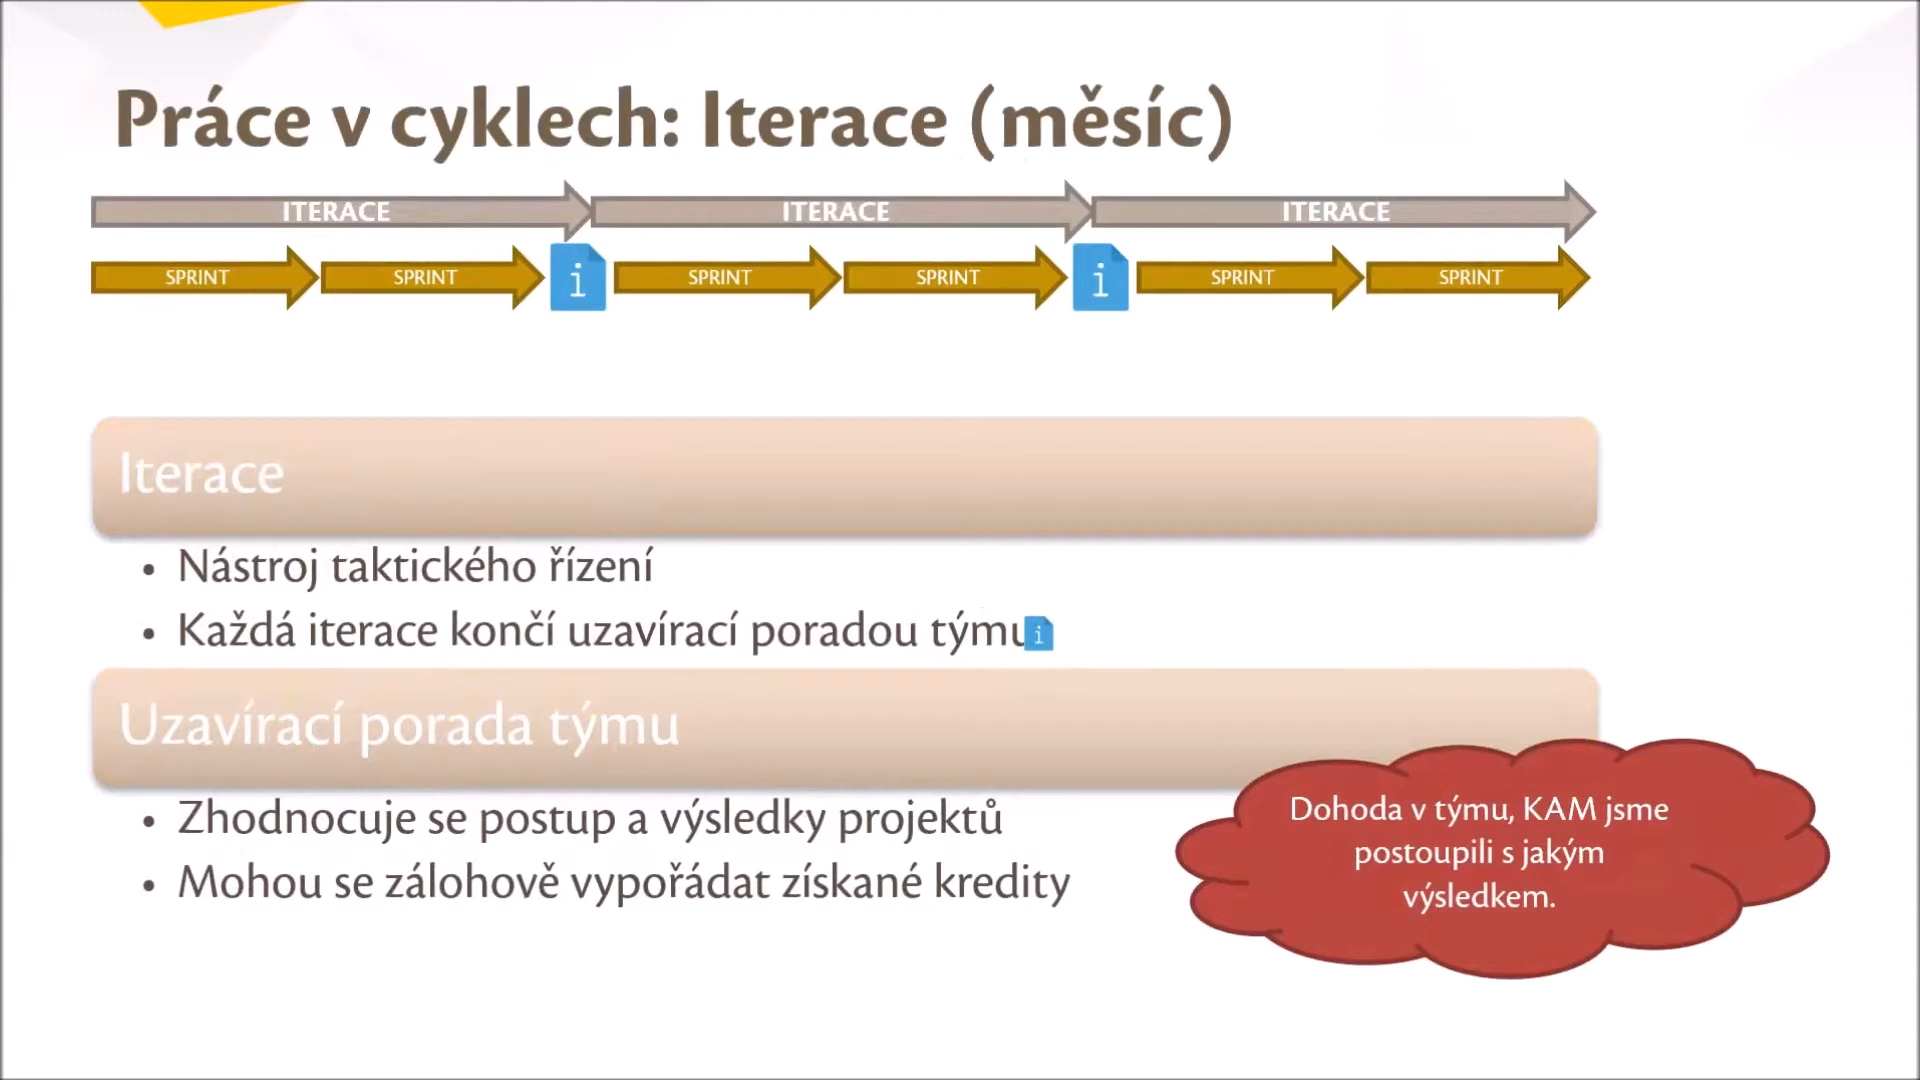 Práce v cyklech: Iterace (měsíc)
ITERACE ITERACE ITERACE
SPRINT SPRINT i SPRINT SPRINT i SPRINT SPRINT
Iterace
• Nástroj taktického řízení
• Každá iterace končí uzavírací poradou týmu i
Uzavírací porada týmu
• Zhodnocuje se postup a výsledky projektů
• Mohou se zálohově vypořádat získané kredity
Dohoda v týmu, KAM jsme
postoupili s jakým
výsledkem.